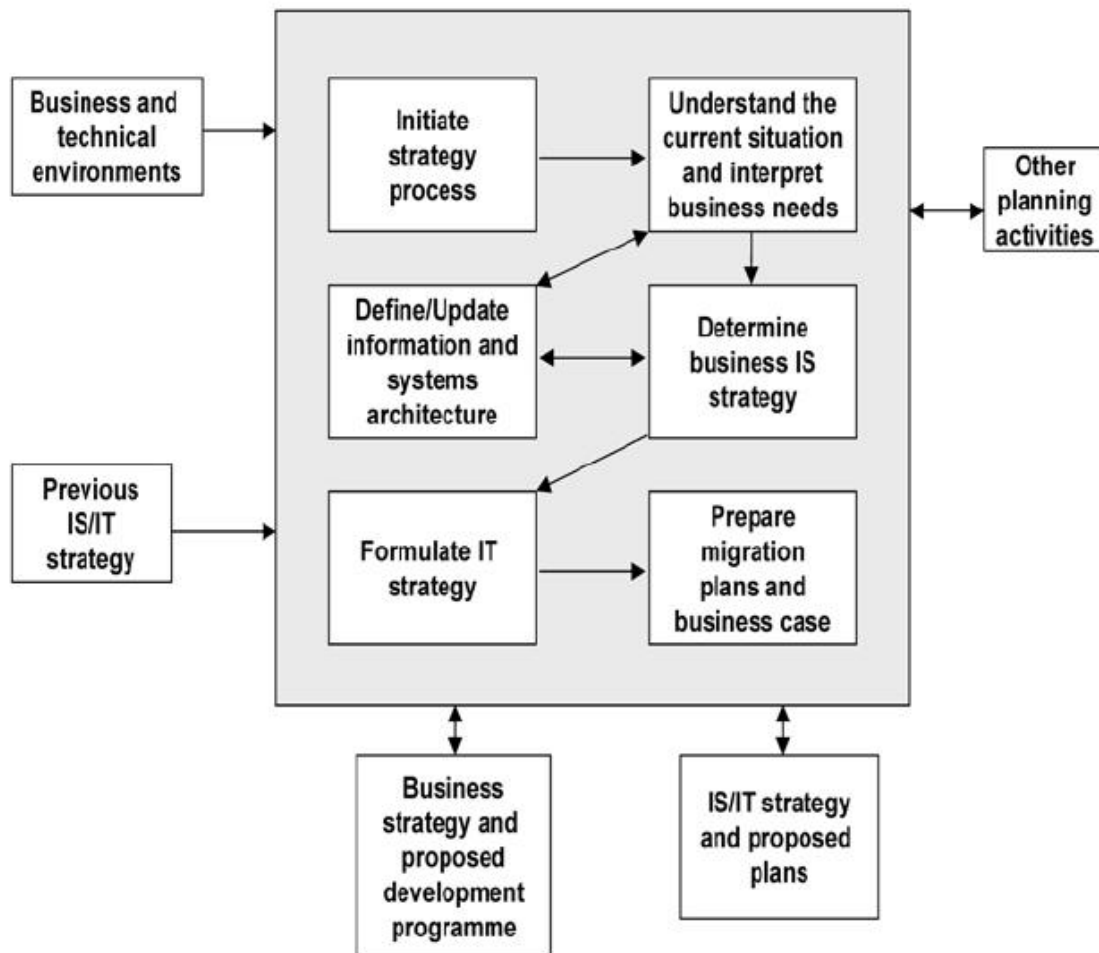 Business and
technical
environments
Initiate
strategy
process
Understand the
current situation
and interpret
business needs
Other
planning
activities
Define/Update
information and
systems
architecture
Determine
business IS
strategy
Previous
IS/IT
strategy
Formulate IT
strategy
Prepare
migration
plans and
business case
Business
strategy and
proposed
development
programme
IS/IT strategy
and proposed
plans